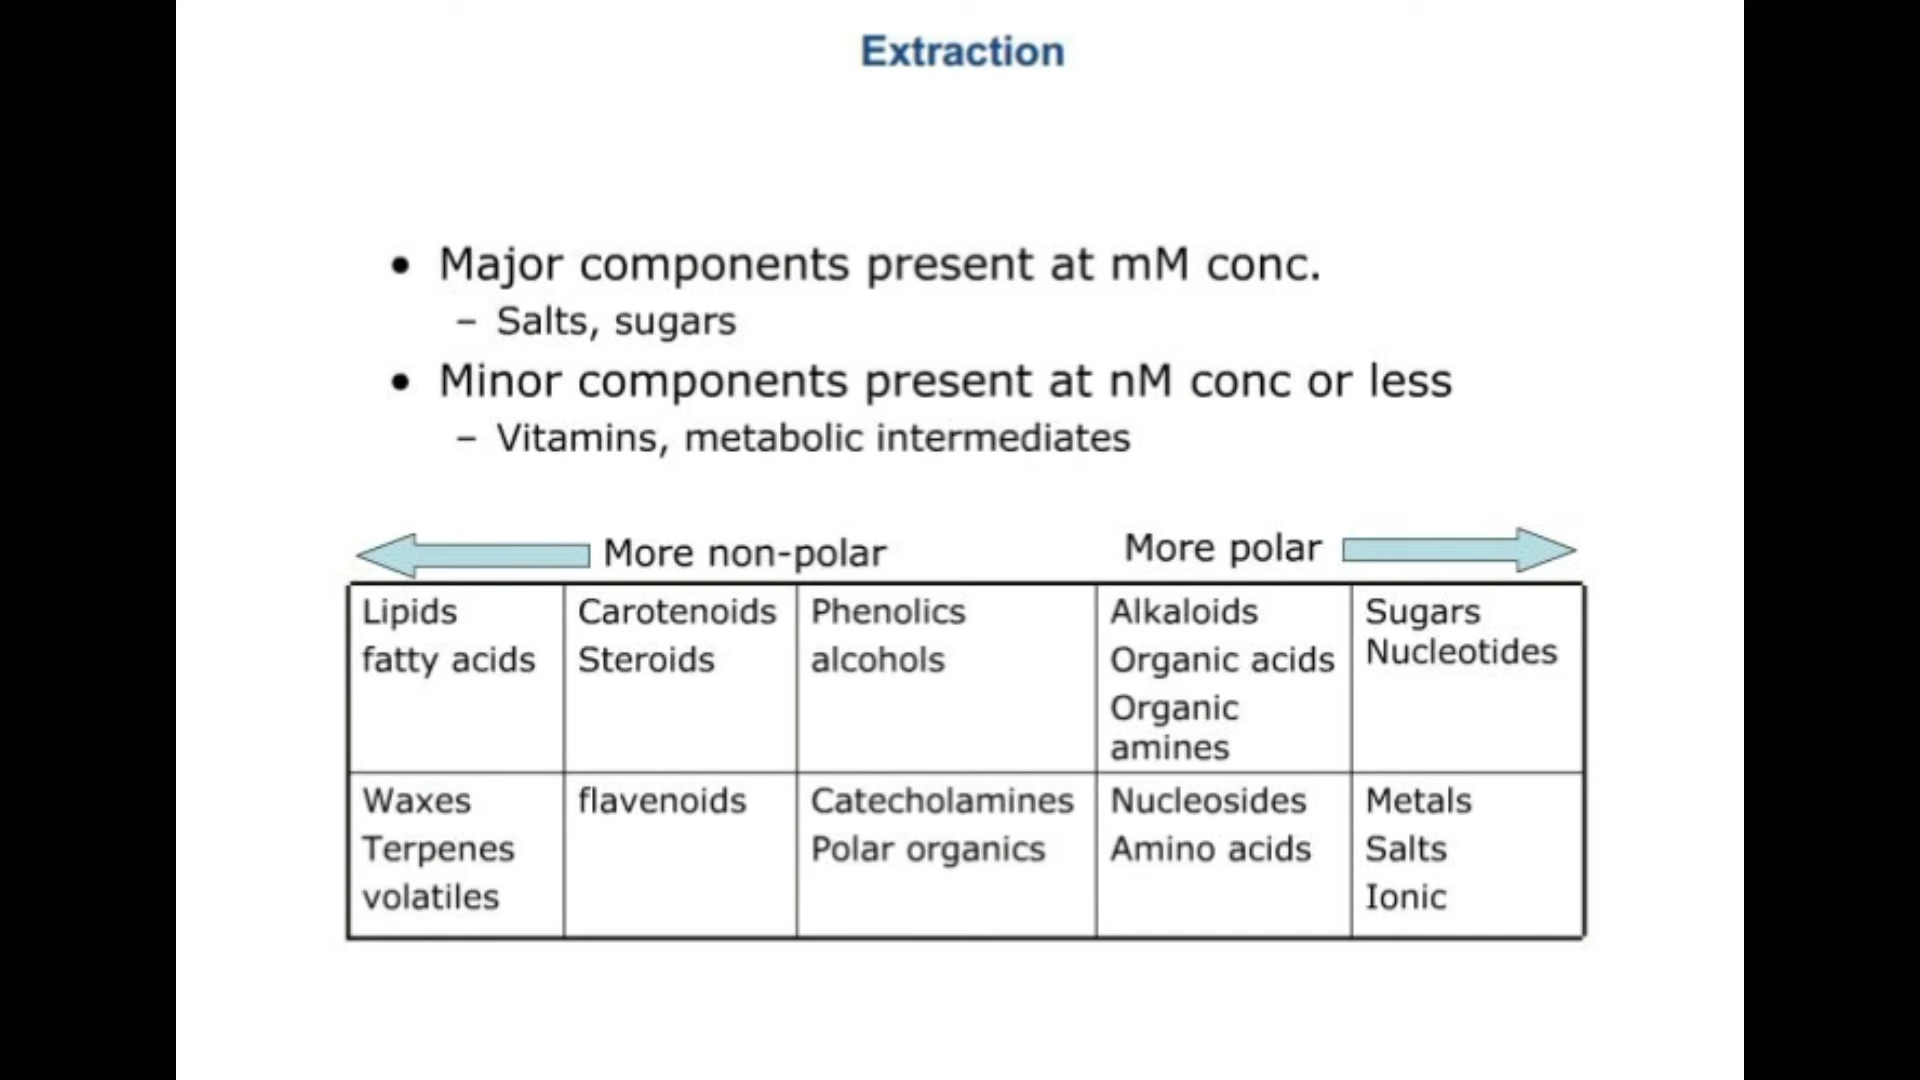 Extraction
• Major components present at mM conc.
– Salts, sugars
• Minor components present at nM conc or less
– Vitamins, metabolic intermediates
More non-polar
More polar
Lipids
fatty acids
Carotenoids
Steroids
Phenolics
alcohols
Alkaloids
Organic acids
Organic
amines
Sugars
Nucleotides
Waxes
Terpenes
volatiles
flavenoids
Catecholamines
Polar organics
Nucleosides
Amino acids
Metals
Salts
Ionic